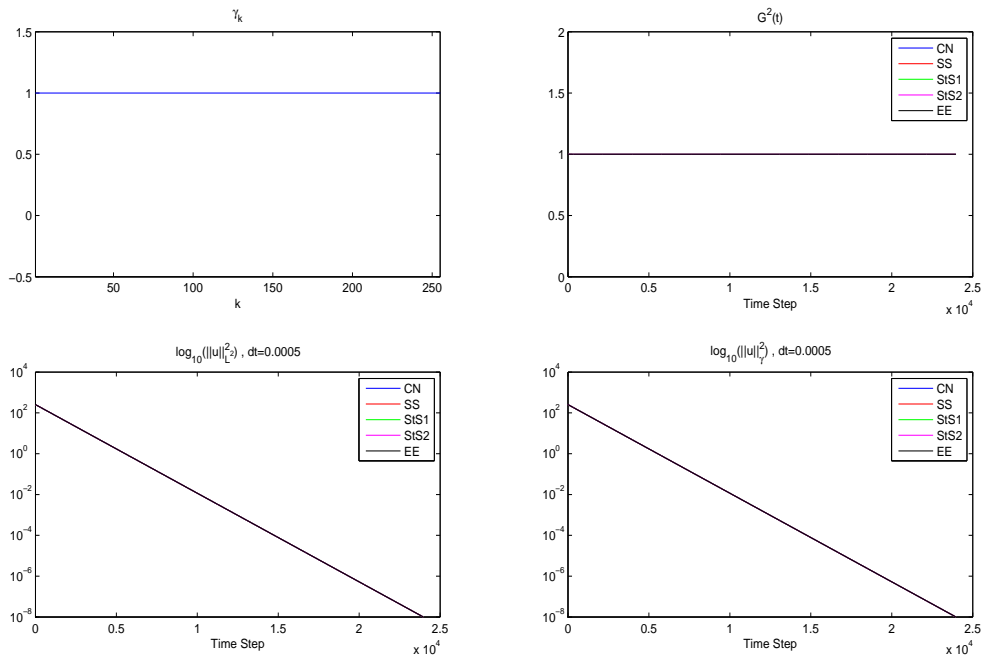 γ_k
1.5
1
0.5
0
−0.5
50
100
150
200
250
k
G^2(t)
2
1.5
1
0.5
0
CN
SS
StS1
StS2
EE
0
0.5
1
1.5
2
2.5
Time Step
x 10^4
log_10(||u||^2_L^2) , dt=0.0005
10^4
10^2
10^0
10^−2
10^−4
10^−6
10^−8
CN
SS
StS1
StS2
EE
0
0.5
1
1.5
2
2.5
Time Step
x 10^4
log_10(||u||^2_γ) , dt=0.0005
10^4
10^2
10^0
10^−2
10^−4
10^−6
10^−8
CN
SS
StS1
StS2
EE
0
0.5
1
1.5
2
2.5
Time Step
x 10^4